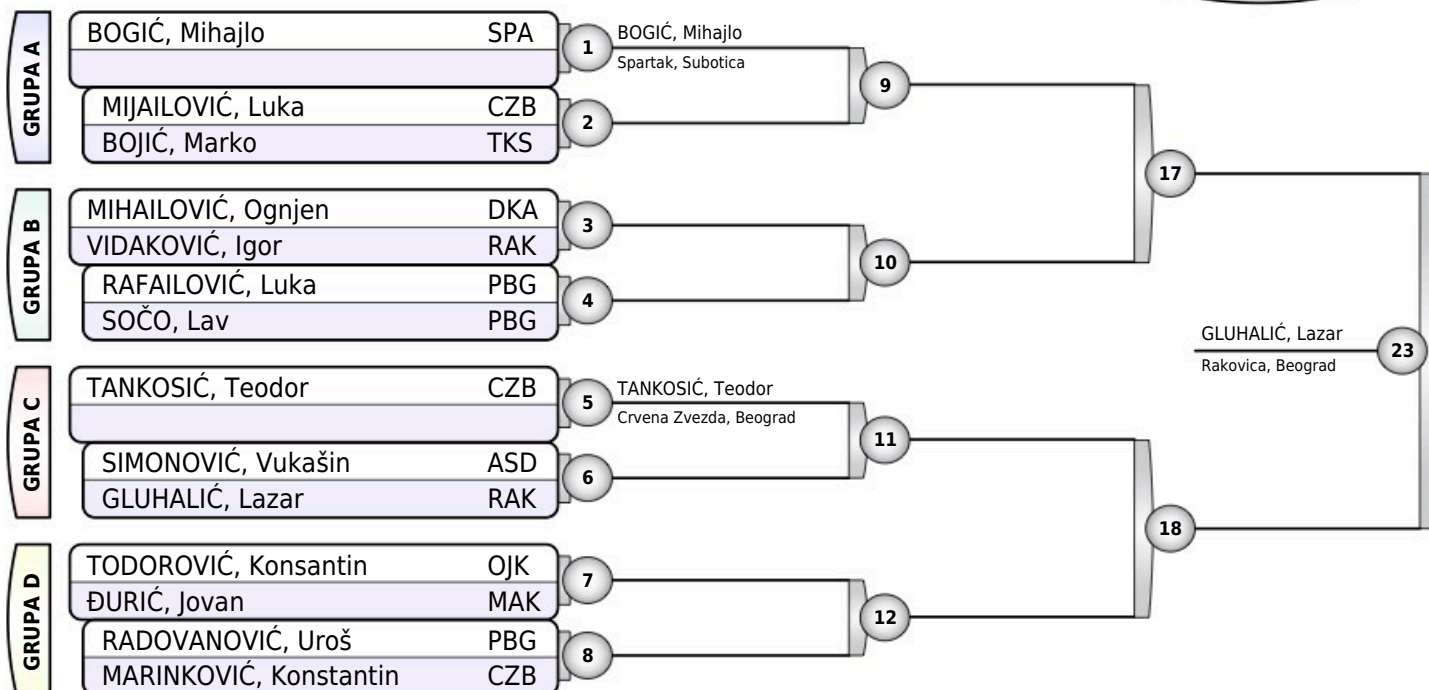 GRUPA A
BOGIĆ, Mihajlo SPA
1
BOGIĆ, Mihajlo
Spartak, Subotica
MIJAILOVIĆ, Luka CZB
BOJIĆ, Marko TKS
2
9
GRUPA B
MIHAILOVIĆ, Ognjen DKA
VIDAKOVIĆ, Igor RAK
3
RAFAILOVIĆ, Luka PBG
SOČO, Lav PBG
4
10
17
GRUPA C
TANKOSIĆ, Teodor CZB
5
TANKOSIĆ, Teodor
Crvena Zvezda, Beograd
SIMONOVIĆ, Vukašin ASD
GLUHALIĆ, Lazar RAK
6
11
GRUPA D
TODOROVIĆ, Konsantin OJK
ĐURIĆ, Jovan MAK
7
RADOVANOVIĆ, Uroš PBG
MARINKOVIĆ, Konstantin CZB
8
12
18
GLUHALIĆ, Lazar
Rakovica, Beograd
23